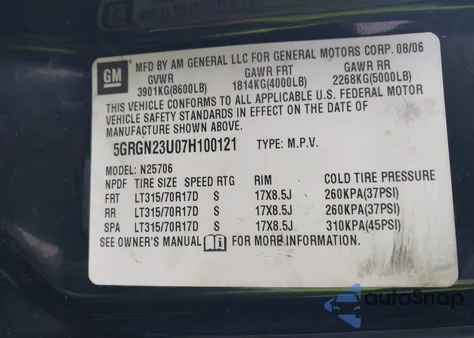 GM
MFD BY AM GENERAL LLC FOR GENERAL MOTORS CORP. 08/06
GVWR GAWR FRT GAWR RR
3901KG(8600LB) 1814KG(4000LB) 2268KG(5000LB)
THIS VEHICLE CONFORMS TO ALL APPLICABLE U.S. FEDERAL MOTOR
VEHICLE SAFETY STANDARDS IN EFFECT ON THE DATE OF
MANUFACTURE SHOWN ABOVE.
5GRGN23U07H100121 TYPE: M.P.V.
MODEL: N25706
NPDF TIRE SIZE SPEED RTG RIM COLD TIRE PRESSURE
FRT LT315/70R17D S 17X8.5J 260KPA(37PSI)
RR LT315/70R17D S 17X8.5J 260KPA(37PSI)
SPA LT315/70R17D S 17X8.5J 310KPA(45PSI)
SEE OWNER'S MANUAL FOR MORE INFORMATION.
autoSnap